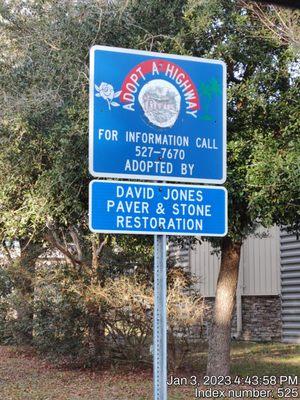 ADOPT A HIGHWAY
FOR INFORMATION CALL
527-7670
ADOPTED BY
DAVID JONES
PAVER & STONE
RESTORATION
Jan 3, 2023 4:43:58 PM
Index number: 525